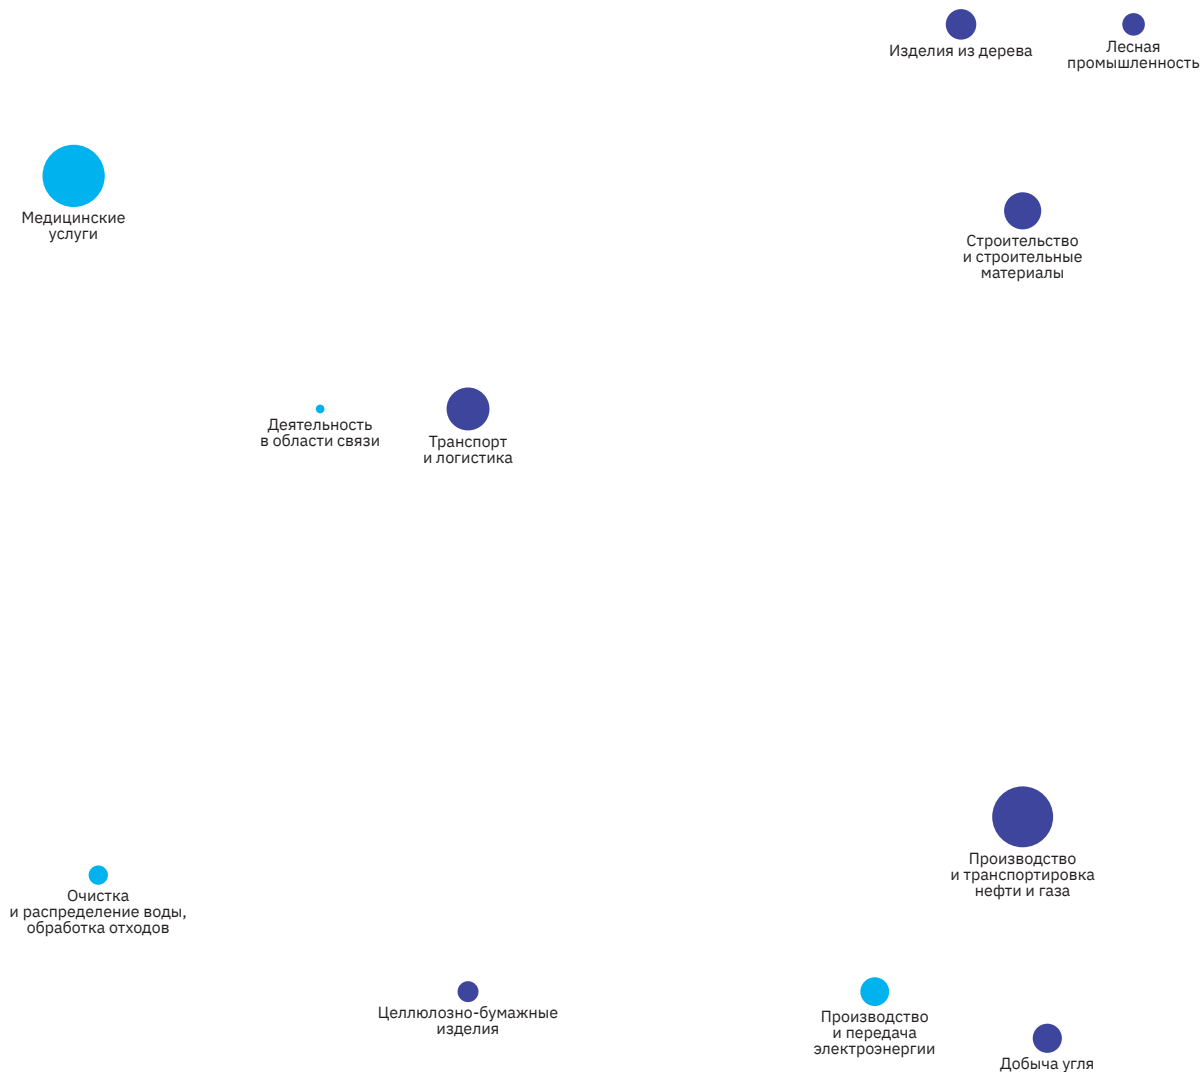 Изделия из дерева
Лесная
промышленность
Медицинские
услуги
Строительство
и строительные
материалы
Деятельность
в области связи
Транспорт
и логистика
Производство
и транспортировка
нефти и газа
Очистка
и распределение воды,
обработка отходов
Целлюлозно-бумажные
изделия
Производство
и передача
электроэнергии
Добыча угля